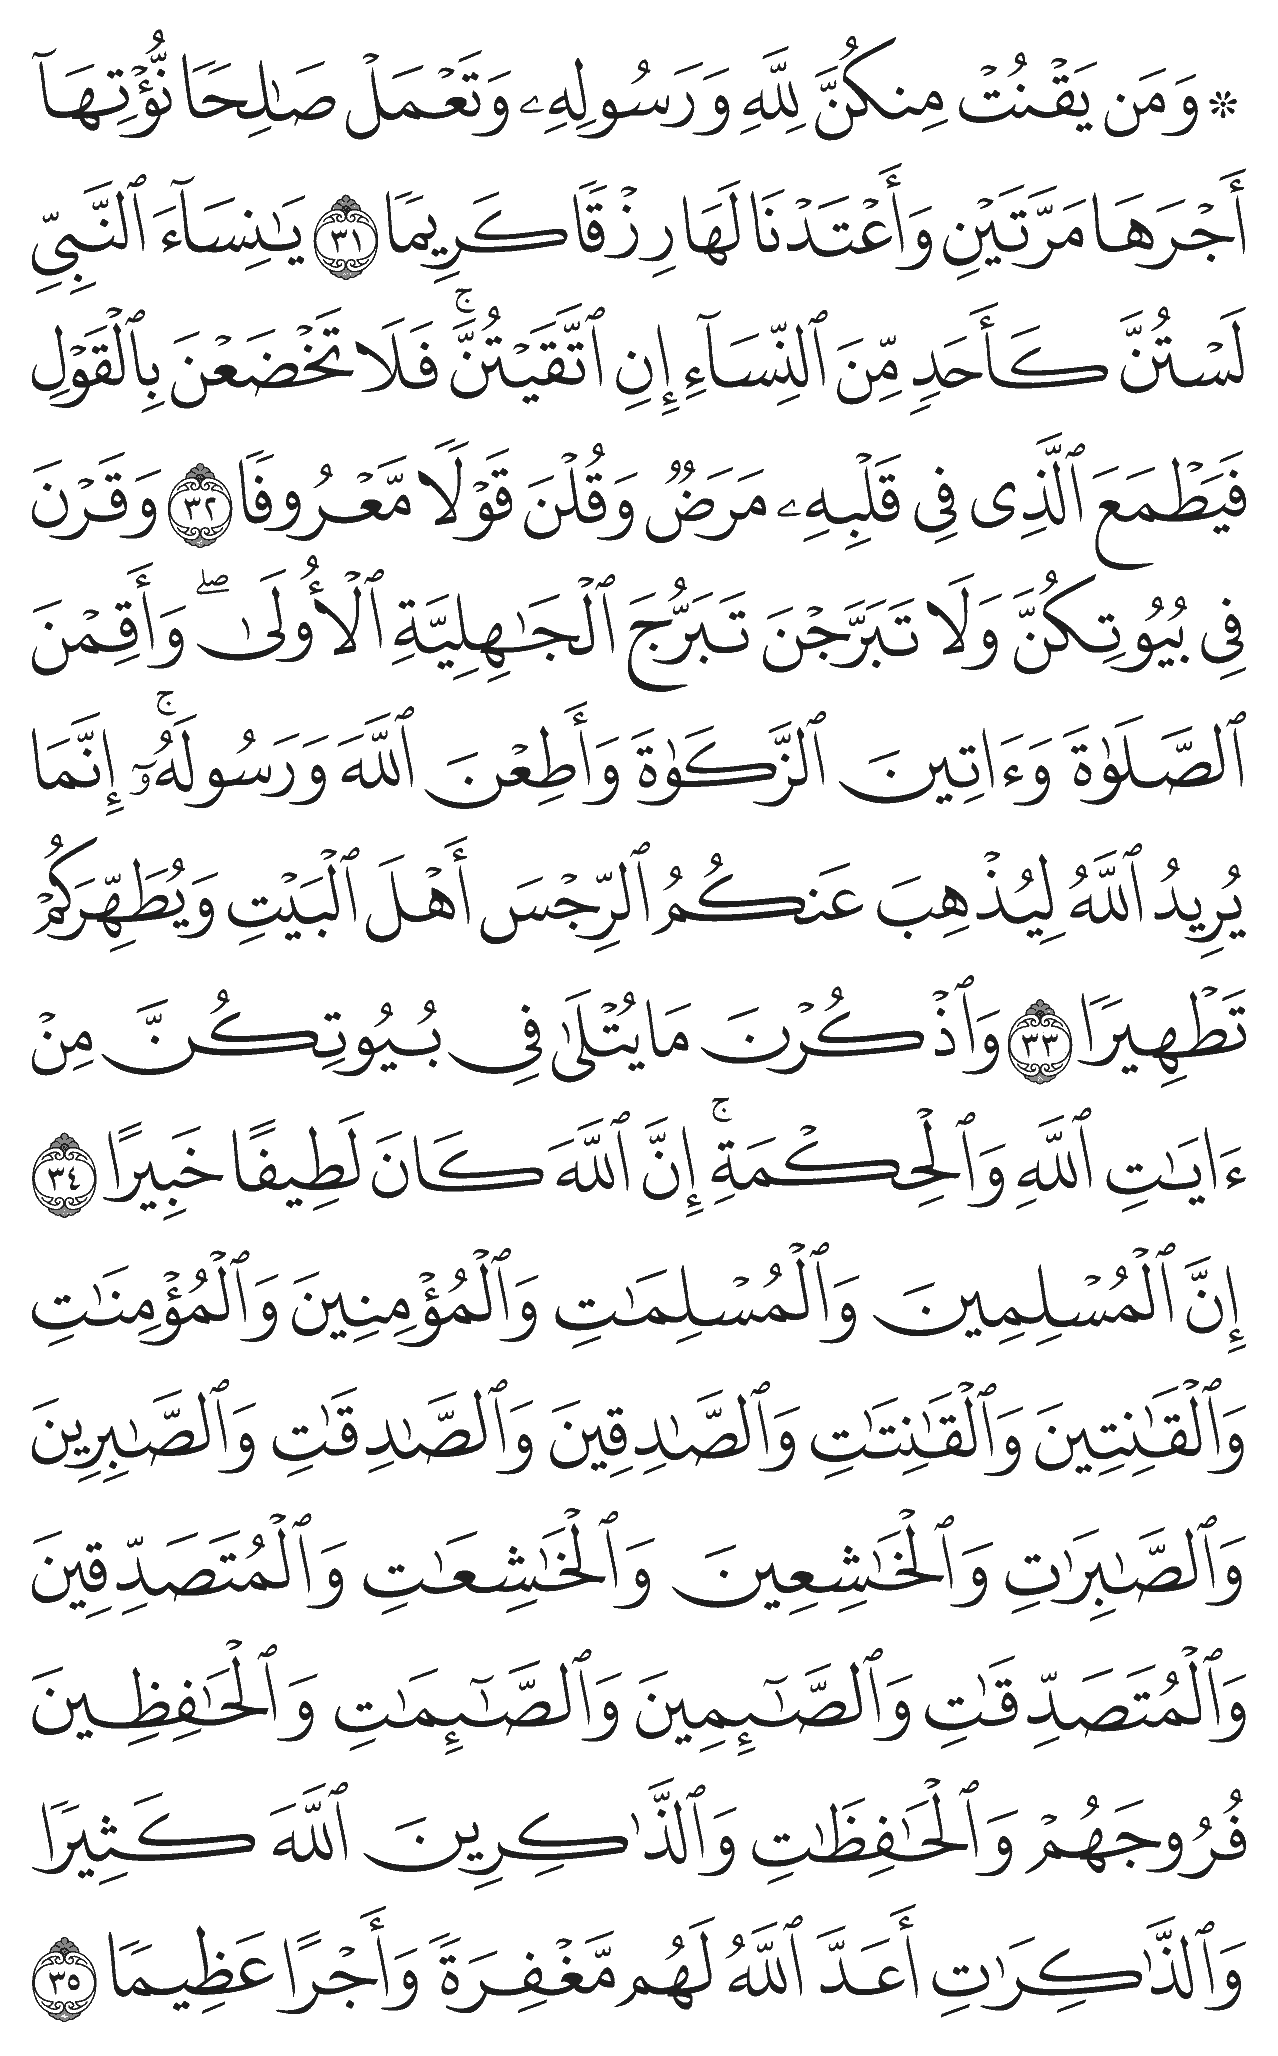 ۞ وَمَن يَقْنُتْ مِنكُنَّ لِلَّهِ وَرَسُولِهِۦ وَتَعْمَلْ صَٰلِحًا نُّؤْتِهَآ
أَجْرَهَا مَرَّتَيْنِ وَأَعْتَدْنَا لَهَا رِزْقًا كَرِيمًا ٣١ يَٰنِسَآءَ ٱلنَّبِيِّ
لَسْتُنَّ كَأَحَدٍ مِّنَ ٱلنِّسَآءِ إِنِ ٱتَّقَيْتُنَّۚ فَلَا تَخْضَعْنَ بِٱلْقَوْلِ
فَيَطْمَعَ ٱلَّذِى فِى قَلْبِهِۦ مَرَضٌ وَقُلْنَ قَوْلًا مَّعْرُوفًا ٣٢ وَقَرْنَ
فِى بُيُوتِكُنَّ وَلَا تَبَرَّجْنَ تَبَرُّجَ ٱلْجَٰهِلِيَّةِ ٱلْأُولَىٰۖ وَأَقِمْنَ
ٱلصَّلَوٰةَ وَءَاتِينَ ٱلزَّكَوٰةَ وَأَطِعْنَ ٱللَّهَ وَرَسُولَهُۥٓۚ إِنَّمَا
يُرِيدُ ٱللَّهُ لِيُذْهِبَ عَنكُمُ ٱلرِّجْسَ أَهْلَ ٱلْبَيْتِ وَيُطَهِّرَكُمْ
تَطْهِيرًا ٣٣ وَٱذْكُرْنَ مَا يُتْلَىٰ فِى بُيُوتِكُنَّ مِنْ
ءَايَٰتِ ٱللَّهِ وَٱلْحِكْمَةِۚ إِنَّ ٱللَّهَ كَانَ لَطِيفًا خَبِيرًا ٣٤
إِنَّ ٱلْمُسْلِمِينَ وَٱلْمُسْلِمَٰتِ وَٱلْمُؤْمِنِينَ وَٱلْمُؤْمِنَٰتِ
وَٱلْقَٰنِتِينَ وَٱلْقَٰنِتَٰتِ وَٱلصَّٰدِقِينَ وَٱلصَّٰدِقَٰتِ وَٱلصَّٰبِرِينَ
وَٱلصَّٰبِرَٰتِ وَٱلْخَٰشِعِينَ وَٱلْخَٰشِعَٰتِ وَٱلْمُتَصَدِّقِينَ
وَٱلْمُتَصَدِّقَٰتِ وَٱلصَّٰٓئِمِينَ وَٱلصَّٰٓئِمَٰتِ وَٱلْحَٰفِظِينَ
فُرُوجَهُمْ وَٱلْحَٰفِظَٰتِ وَٱلذَّٰكِرِينَ ٱللَّهَ كَثِيرًا
وَٱلذَّٰكِرَٰتِ أَعَدَّ ٱللَّهُ لَهُم مَّغْفِرَةً وَأَجْرًا عَظِيمًا ٣٥